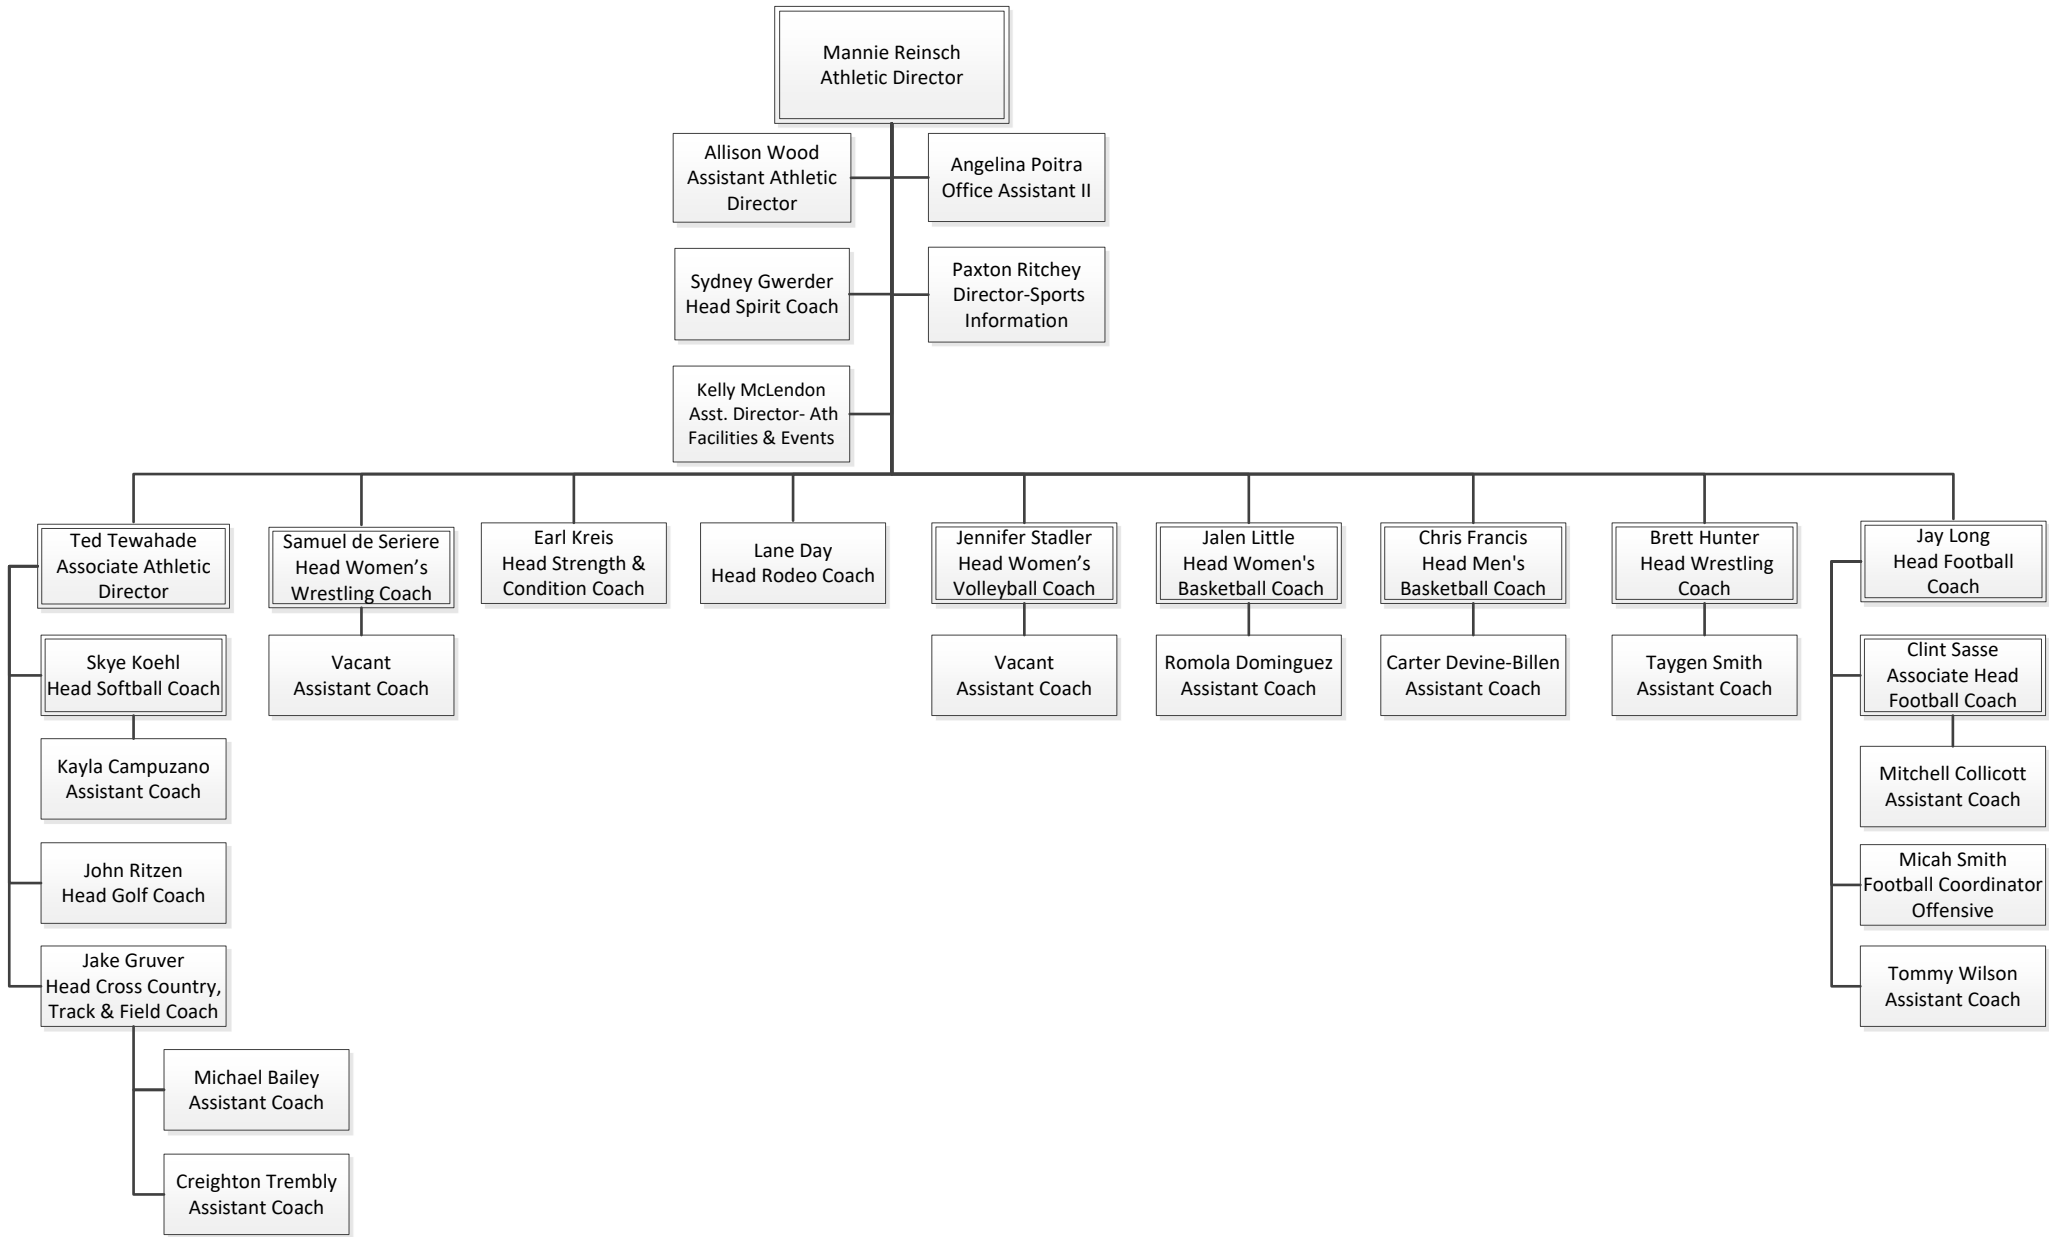 Mannie Reinsch
Athletic Director
Allison Wood
Assistant Athletic
Director
Angelina Poitra
Office Assistant II
Sydney Gwerder
Head Spirit Coach
Paxton Ritchey
Director-Sports
Information
Kelly McLendon
Asst. Director- Ath
Facilities & Events
Ted Tewahade
Associate Athletic
Director
Samuel de Seriere
Head Women’s
Wrestling Coach
Earl Kreis
Head Strength &
Condition Coach
Lane Day
Head Rodeo Coach
Jennifer Stadler
Head Women’s
Volleyball Coach
Jalen Little
Head Women's
Basketball Coach
Chris Francis
Head Men's
Basketball Coach
Brett Hunter
Head Wrestling
Coach
Jay Long
Head Football
Coach
Skye Koehl
Head Softball Coach
Vacant
Assistant Coach
Vacant
Assistant Coach
Romola Dominguez
Assistant Coach
Carter Devine-Billen
Assistant Coach
Taygen Smith
Assistant Coach
Clint Sasse
Associate Head
Football Coach
Kayla Campuzano
Assistant Coach
Mitchell Collicott
Assistant Coach
John Ritzen
Head Golf Coach
Micah Smith
Football Coordinator
Offensive
Jake Gruver
Head Cross Country,
Track & Field Coach
Tommy Wilson
Assistant Coach
Michael Bailey
Assistant Coach
Creighton Trembly
Assistant Coach